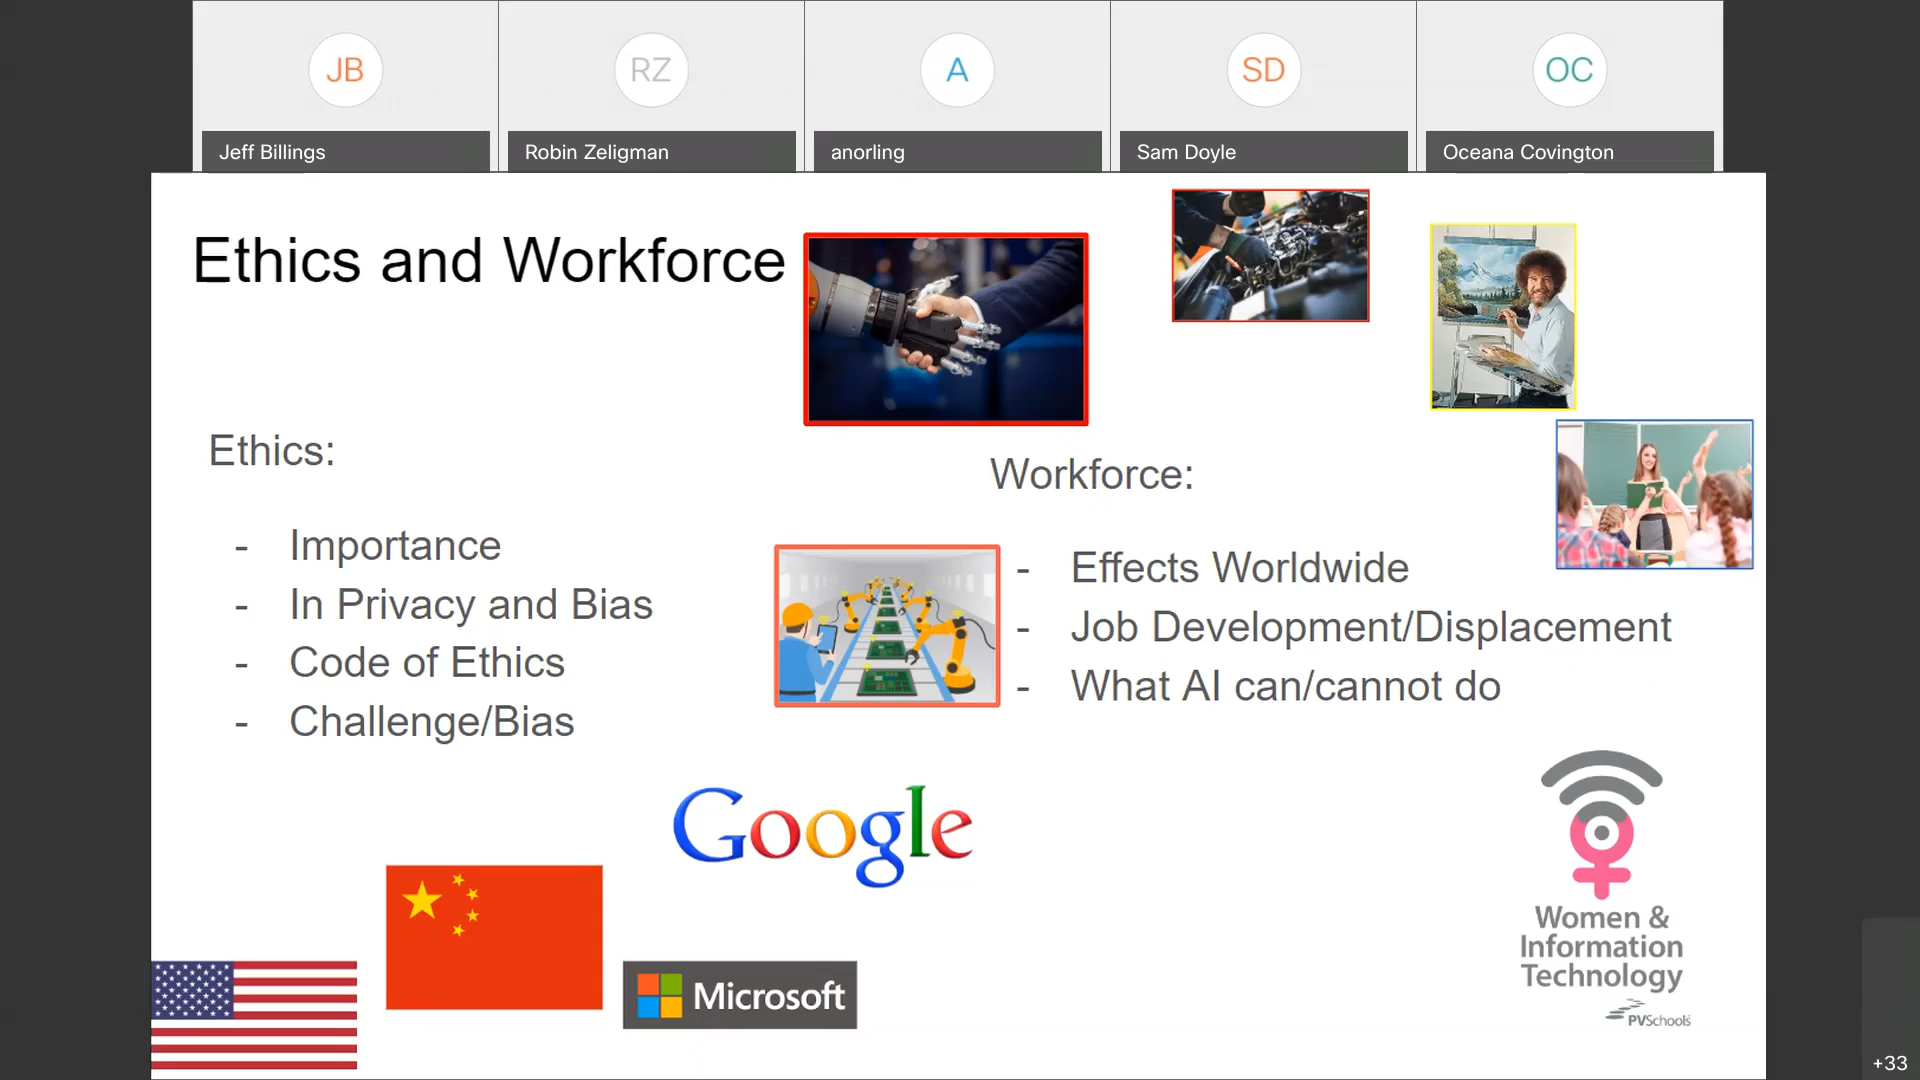 JB
RZ
A
SD
OC
Jeff Billings
Robin Zeligman
anorling
Sam Doyle
Oceana Covington
Ethics and Workforce
Ethics:
- Importance
- In Privacy and Bias
- Code of Ethics
- Challenge/Bias
Workforce:
- Effects Worldwide
- Job Development/Displacement
- What AI can/cannot do
Google
Microsoft
Women &
Information
Technology
PVSchools
+33